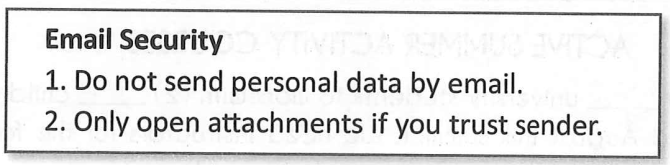 Email Security
1. Do not send personal data by email.
2. Only open attachments if you trust sender.